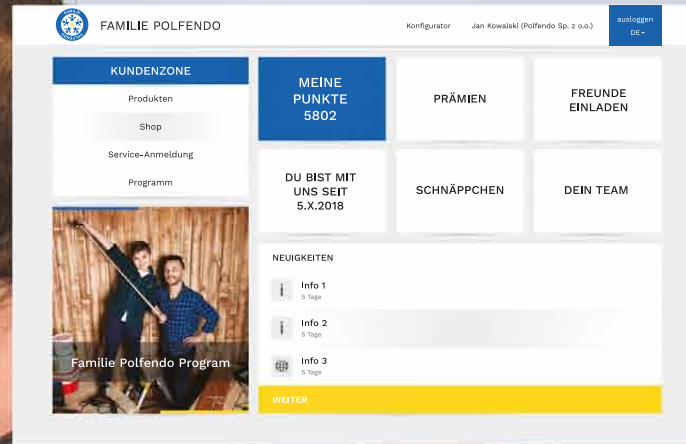 FAMILIE POLFENDO
Konfigurator
Jan Kowalski (Polfendo Sp. z o.o.)
ausloggen
DE
KUNDENZONE
Produkten
Shop
Service-Anmeldung
Programm
MEINE
PUNKTE
5802
PRÄMIEN
FREUNDE
EINLADEN
DU BIST MIT
UNS SEIT
5.X.2018
SCHNÄPPCHEN
DEIN TEAM
Familie Polfendo Program
NEUIGKEITEN
Info 1
5 Tage
Info 2
5 Tage
Info 3
5 Tage
WEITER